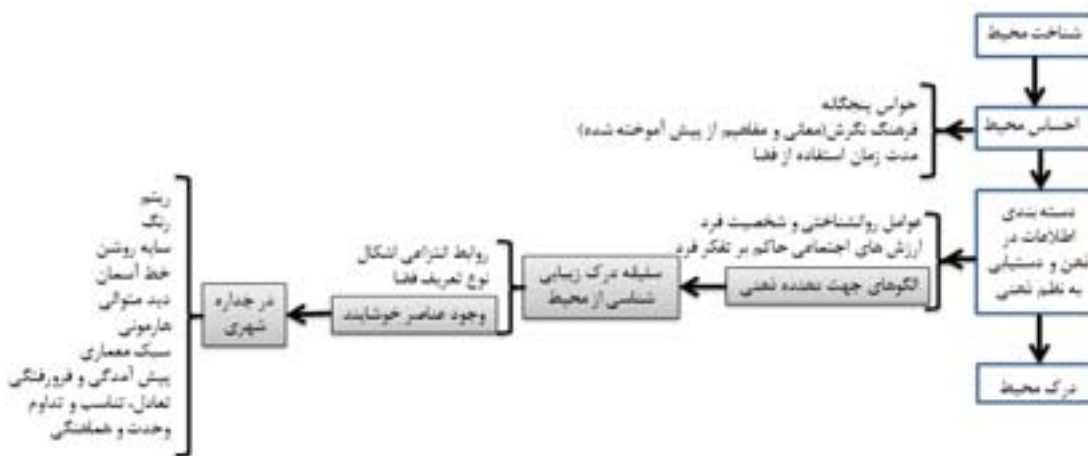 شناخت محیط
احساس محیط
حواس پنجگانه
فرهنگ نگرش(معانی و مفاهیم از پیش آموخته شده)
مدت زمان استفاده از فضا
دسته بندی
اطلاعات در
ذهن و دستیابی
به نظم ذهنی
عوامل روانشناختی و شخصیت فرد
ارزش های اجتماعی حاکم بر تفکر فرد
الگوهای جهت دهنده ذهنی
سلیقه درک زیبایی
شناسی از محیط
روابط انتزاعی اشکال
نوع تعریف فضا
وجود عناصر خوشایند
در جداره
شهری
ریتم
رنگ
سایه روشن
خط آسمان
دید متوالی
هارمونی
سبک معماری
پیش آمدگی و فرورفتگی
تعادل، تناسب و تداوم
وحدت و هماهنگی
درک محیط